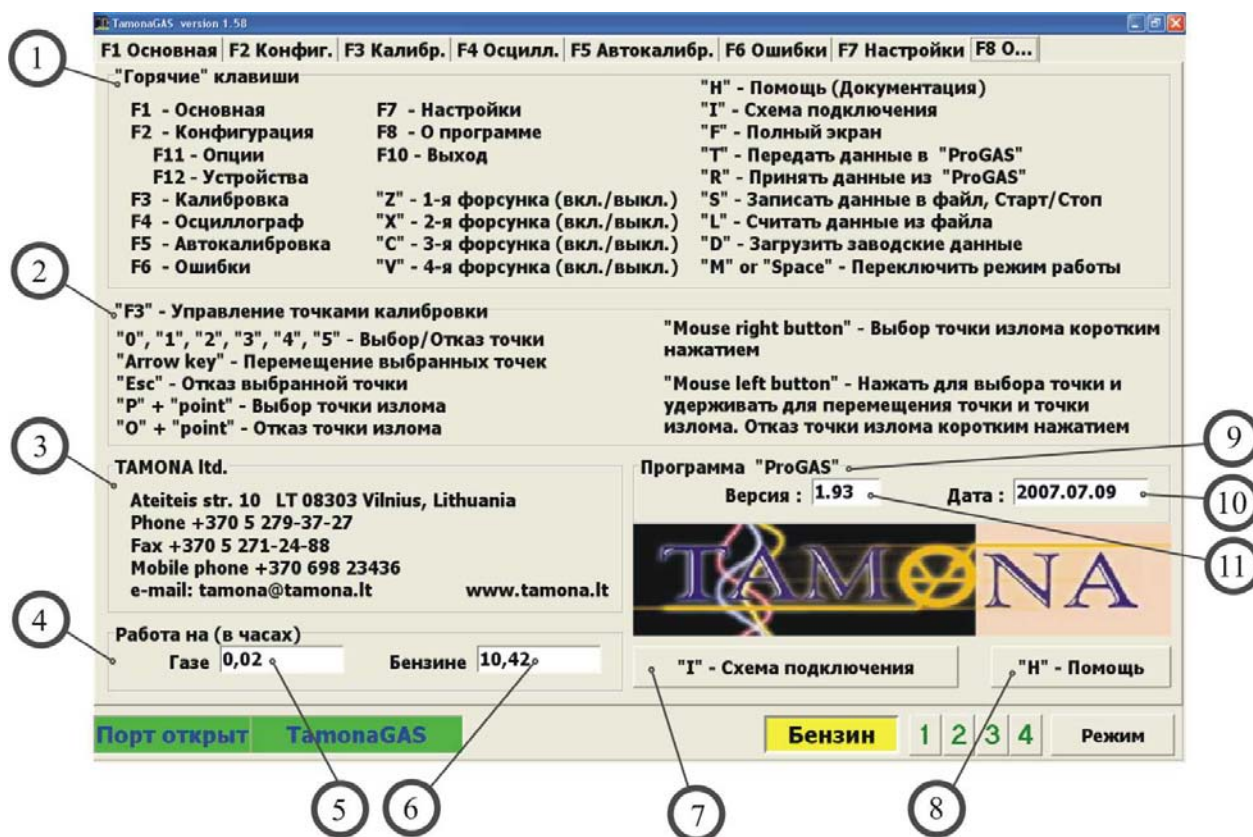 TamonaGAS version 1.58
F1 Основная F2 Конфиг. F3 Калибр. F4 Осцилл. F5 Автокалибр. F6 Ошибки F7 Настройки F8 О...
1
"Горячие" клавиши
F1 - Основная
F2 - Конфигурация
F11 - Опции
F12 - Устройства
F3 - Калибровка
F4 - Осциллограф
F5 - Автокалибровка
F6 - Ошибки
F7 - Настройки
F8 - О программе
F10 - Выход
"Z" - 1-я форсунка (вкл./выкл.)
"X" - 2-я форсунка (вкл./выкл.)
"C" - 3-я форсунка (вкл./выкл.)
"V" - 4-я форсунка (вкл./выкл.)
"H" - Помощь (Документация)
"I" - Схема подключения
"F" - Полный экран
"T" - Передать данные в "ProGAS"
"R" - Принять данные из "ProGAS"
"S" - Записать данные в файл, Старт/Стоп
"L" - Считать данные из файла
"D" - Загрузить заводские данные
"M" or "Space" - Переключить режим работы
2
"F3" - Управление точками калибровки
"0", "1", "2", "3", "4", "5" - Выбор/Отказ точки
"Arrow key" - Перемещение выбранных точек
"Esc" - Отказ выбранной точки
"P" + "point" - Выбор точки излома
"O" + "point" - Отказ точки излома
"Mouse right button" - Выбор точки излома коротким
нажатием
"Mouse left button" - Нажать для выбора точки и
удерживать для перемещения точки и точки
излома. Отказ точки излома коротким нажатием
3
TAMONA ltd.
Ateiteis str. 10 LT 08303 Vilnius, Lithuania
Phone +370 5 279-37-27
Fax +370 5 271-24-88
Mobile phone +370 698 23436
e-mail: tamona@tamona.lt www.tamona.lt
9
Программа "ProGAS"
Версия : 1.93 Дата : 2007.07.09
10
11
TAMONA
4
Работа на (в часах)
Газе 0,02 Бензине 10,42
"I" - Схема подключения "H" - Помощь
Порт открыт TamonaGAS Бензин 1 2 3 4 Режим
5 6 7 8